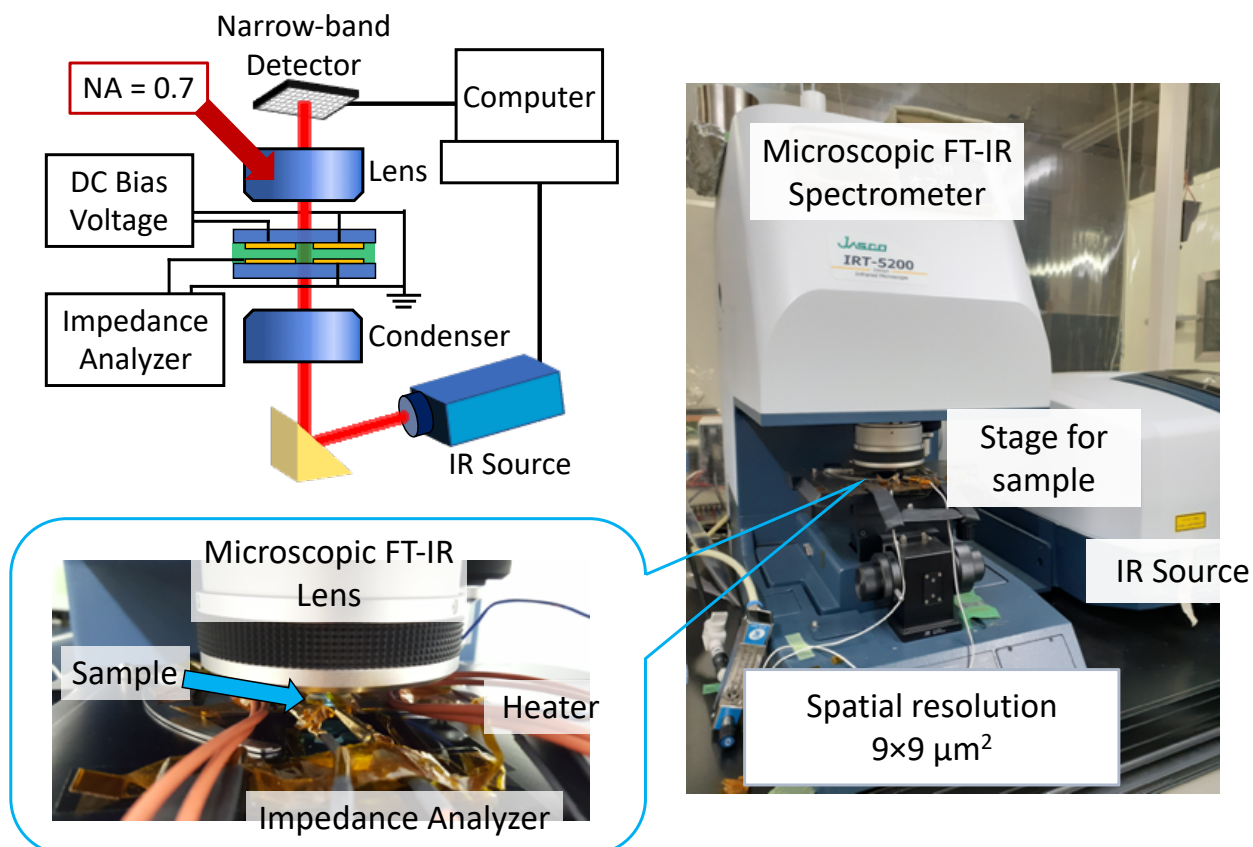 Narrow-band
Detector
NA = 0.7
Computer
Lens
DC Bias
Voltage
Impedance
Analyzer
Condenser
IR Source
Microscopic FT-IR
Spectrometer
JASCO
IRT-5200
Infrared Microscope
Stage for
sample
IR Source
Spatial resolution
9×9 μm²
Microscopic FT-IR
Lens
Sample
Heater
Impedance Analyzer